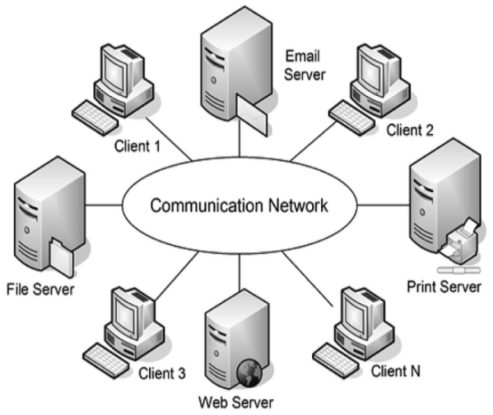 Email
Server
Client 1
Client 2
Communication Network
File Server
Print Server
Client 3
Client N
Web Server